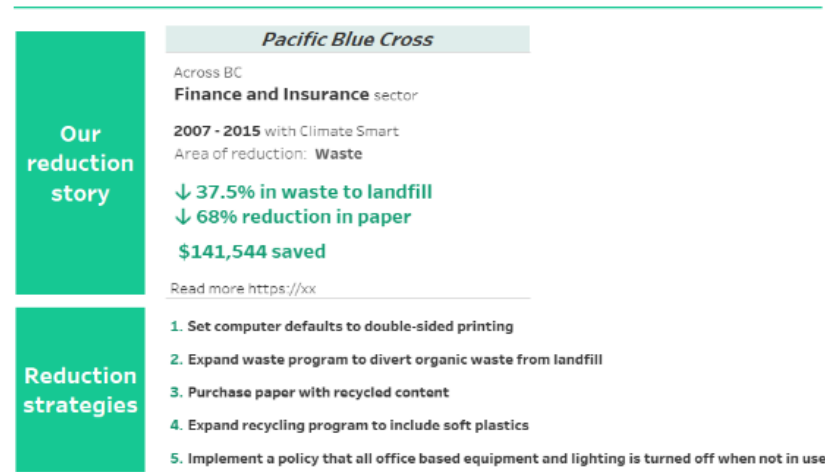 Pacific Blue Cross
Our
reduction
story
Across BC
Finance and Insurance sector
2007 - 2015 with Climate Smart
Area of reduction: Waste
↓ 37.5% in waste to landfill
↓ 68% reduction in paper
$141,544 saved
Read more https://xx
Reduction
strategies
1. Set computer defaults to double-sided printing
2. Expand waste program to divert organic waste from landfill
3. Purchase paper with recycled content
4. Expand recycling program to include soft plastics
5. Implement a policy that all office based equipment and lighting is turned off when not in use